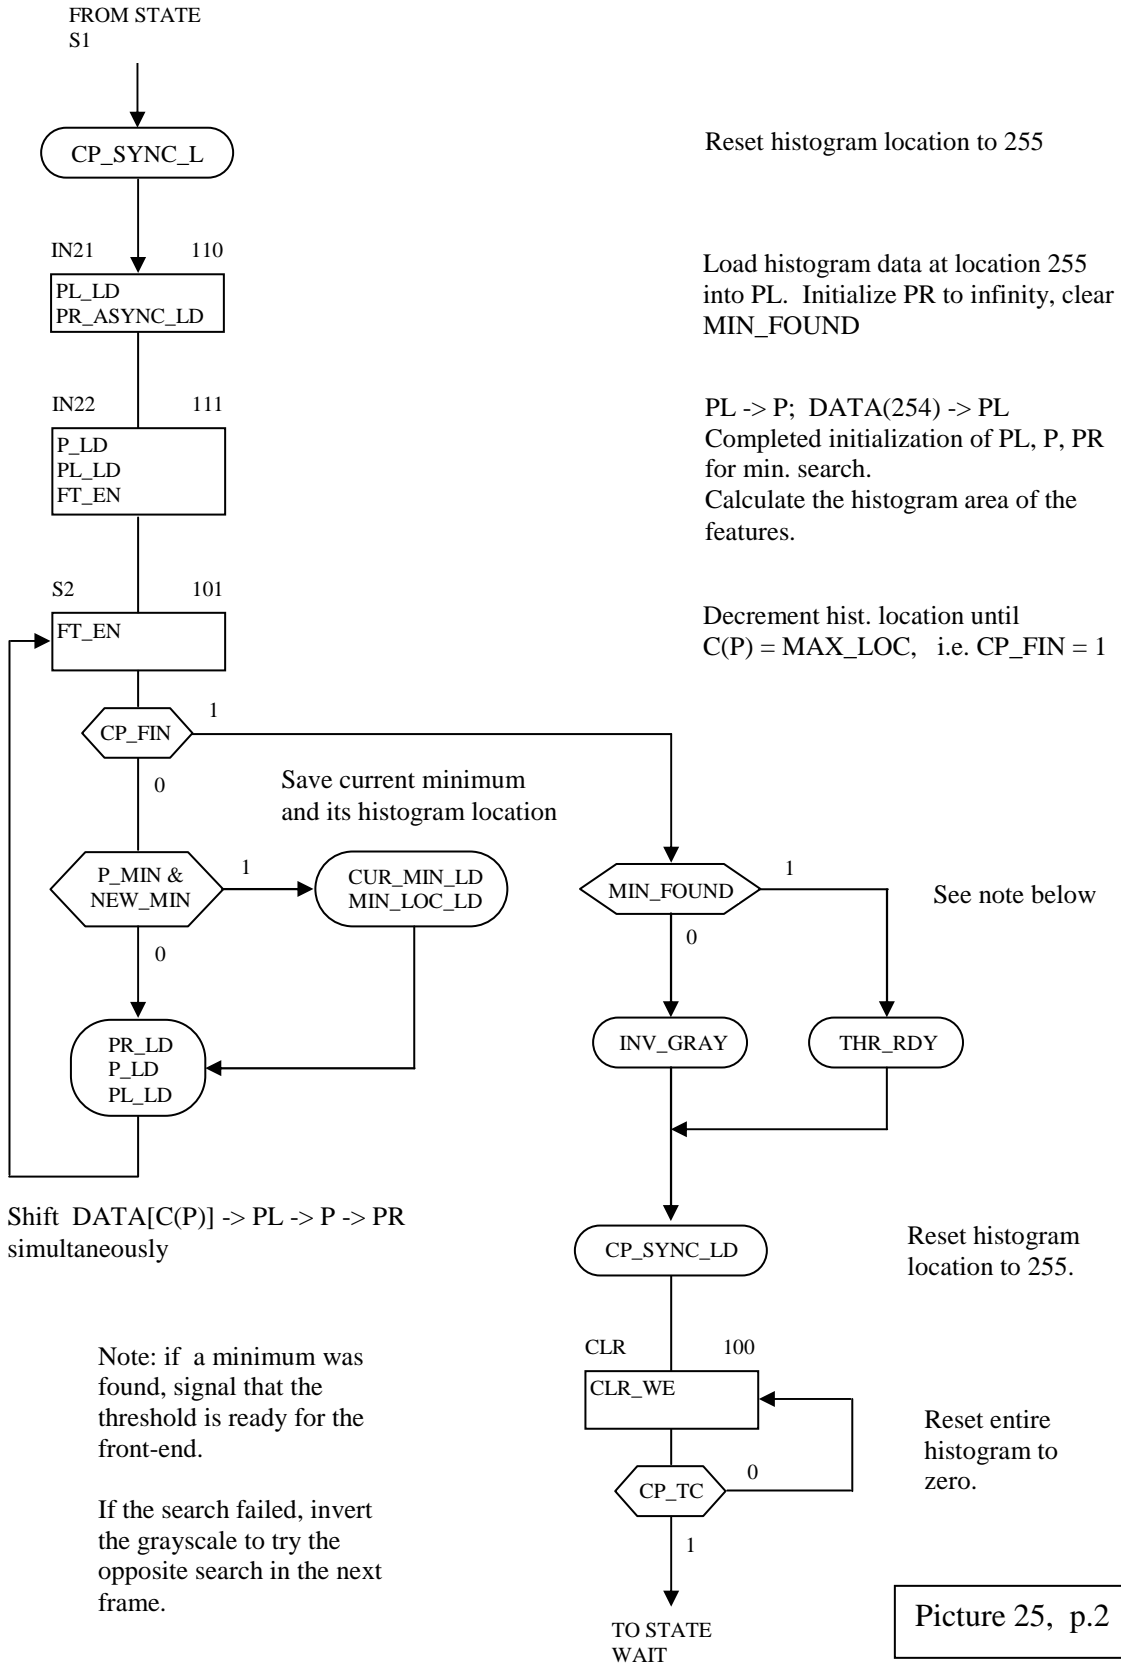 FROM STATE
S1
CP_SYNC_L
Reset histogram location to 255
IN21 110
PL_LD
PR_ASYNC_LD
Load histogram data at location 255
into PL. Initialize PR to infinity, clear
MIN_FOUND
IN22 111
P_LD
PL_LD
FT_EN
PL -> P; DATA(254) -> PL
Completed initialization of PL, P, PR
for min. search.
Calculate the histogram area of the
features.
S2 101
FT_EN
Decrement hist. location until
C(P) = MAX_LOC, i.e. CP_FIN = 1
CP_FIN
1
0
Save current minimum
and its histogram location
P_MIN &
NEW_MIN
1
0
CUR_MIN_LD
MIN_LOC_LD
MIN_FOUND
1
0
See note below
PR_LD
P_LD
PL_LD
INV_GRAY
THR_RDY
Shift DATA[C(P)] -> PL -> P -> PR
simultaneously
CP_SYNC_LD
Reset histogram
location to 255.
Note: if a minimum was
found, signal that the
threshold is ready for the
front-end.
If the search failed, invert
the grayscale to try the
opposite search in the next
frame.
CLR 100
CLR_WE
Reset entire
histogram to
zero.
CP_TC
0
1
TO STATE
WAIT
Picture 25, p.2